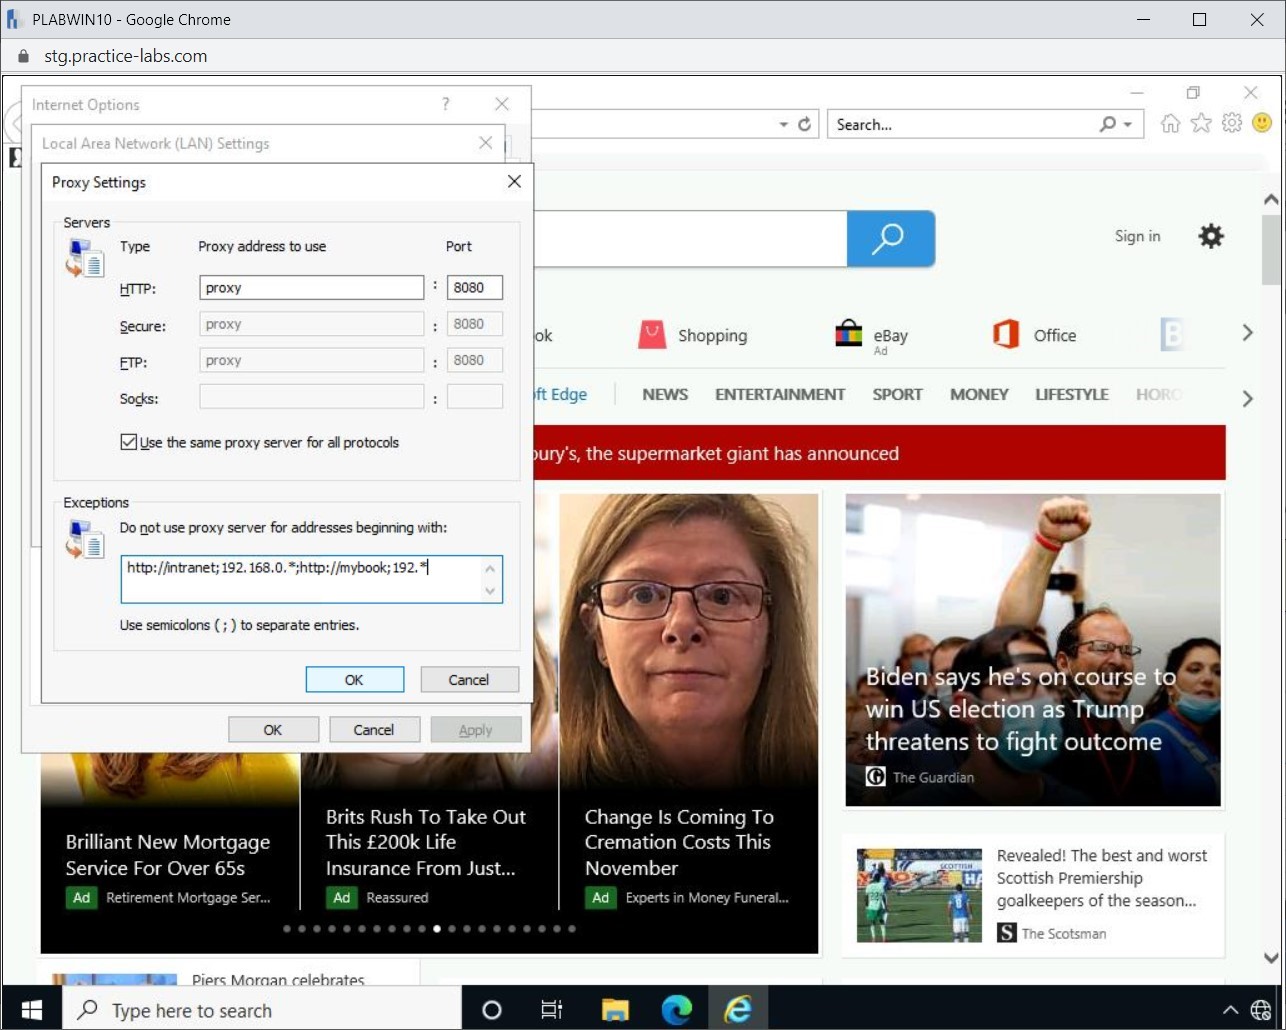 PLABWIN10 - Google Chrome
stg.practice-labs.com
Internet Options
?
Local Area Network (LAN) Settings
Search...
Proxy Settings
Servers
Type Proxy address to use Port
HTTP: proxy : 8080
Secure: proxy : 8080
FTP: proxy : 8080
Socks: :
Use the same proxy server for all protocols
Exceptions
Do not use proxy server for addresses beginning with:
http://intranet;192.168.0.*;http://mybook;192.*
Use semicolons ( ; ) to separate entries.
OK Cancel
OK Cancel Apply
Sign in
ok Shopping eBay Office
Ad
oft Edge NEWS ENTERTAINMENT SPORT MONEY LIFESTYLE HORO
bury's, the supermarket giant has announced
Brilliant New Mortgage
Service For Over 65s
Ad Retirement Mortgage Ser...
Brits Rush To Take Out
This £200k Life
Insurance From Just...
Ad Reassured
Change Is Coming To
Cremation Costs This
November
Ad Experts in Money Funeral...
Biden says he's on course to
win US election as Trump
threatens to fight outcome
The Guardian
Revealed! The best and worst
Scottish Premiership
goalkeepers of the season...
S The Scotsman
Piers Morgan celebrates
Type here to search